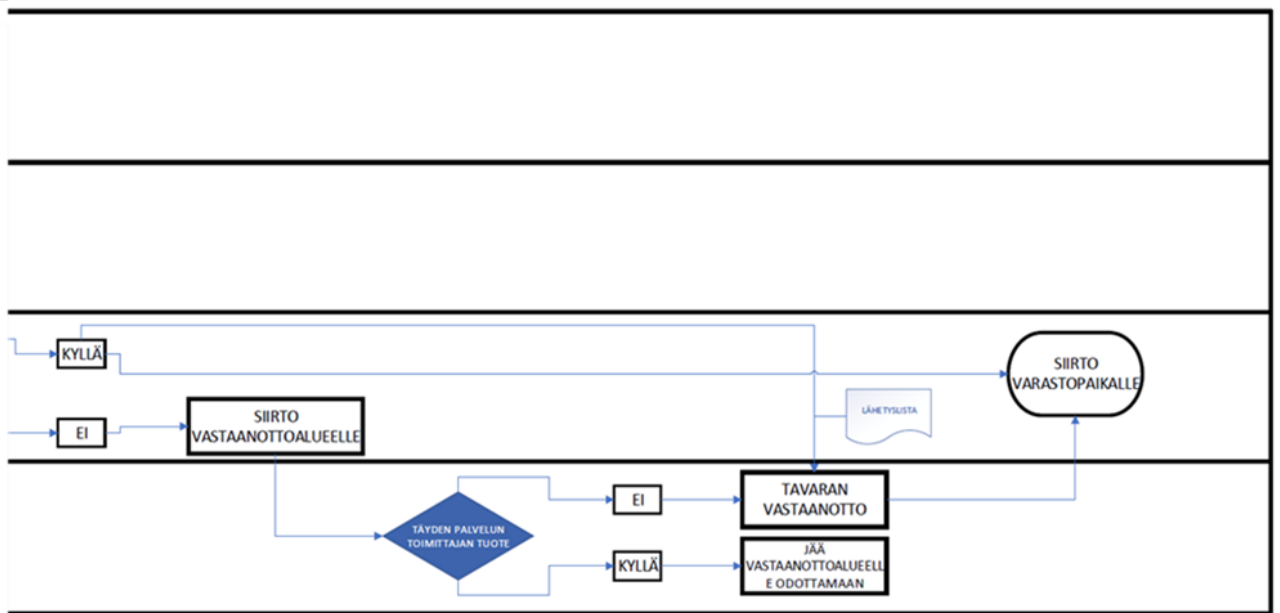 KYLLÄ
SIIRTO
VARASTOPAIKALLE
LÄHETYSLISTA
EI
SIIRTO
VASTAANOTTOALUEELLE
TÄYDEN PALVELUN
TOIMITTAJAN TUOTE
EI
TAVARAN
VASTAANOTTO
KYLLÄ
JÄÄ
VASTAANOTTOALUEELL
E ODOTTAMAAN